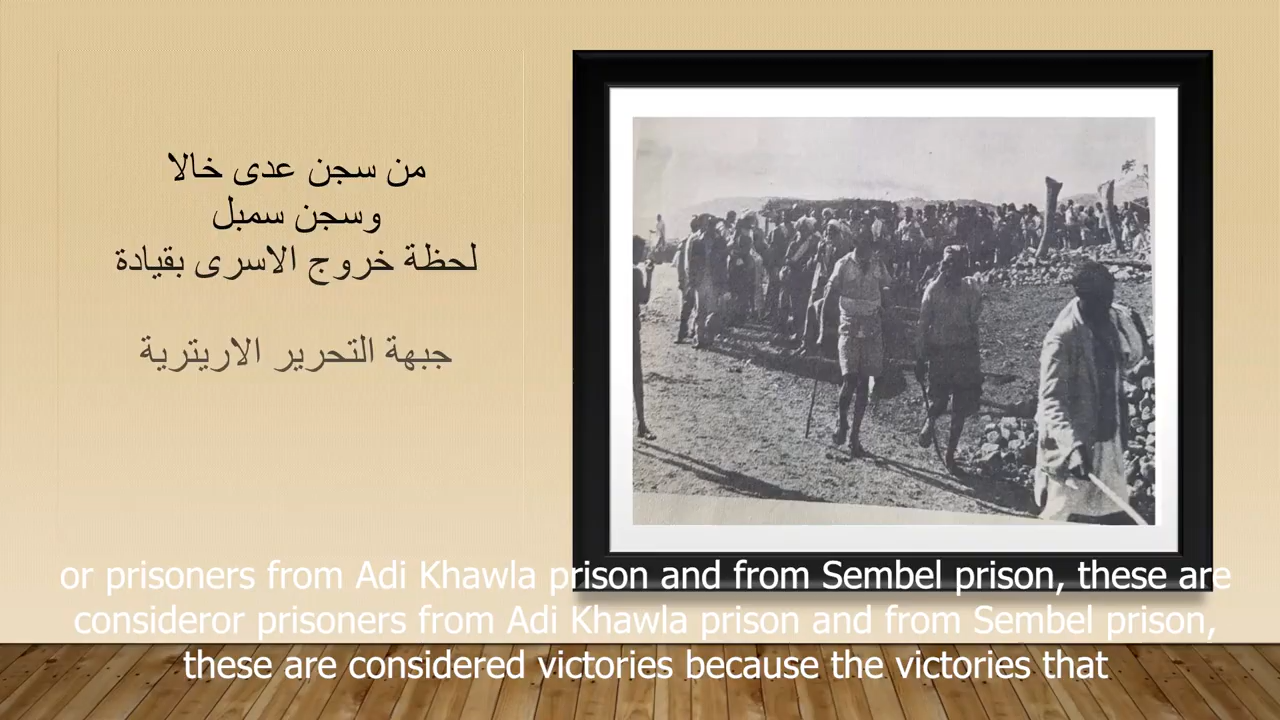 من سجن عدى خالا
وسجن سمبل
لحظة خروج الاسرى بقيادة
جبهة التحرير الاريترية
or prisoners from Adi Khawla prison and from Sembel prison, these are
consideror prisoners from Adi Khawla prison and from Sembel prison,
these are considered victories because the victories that